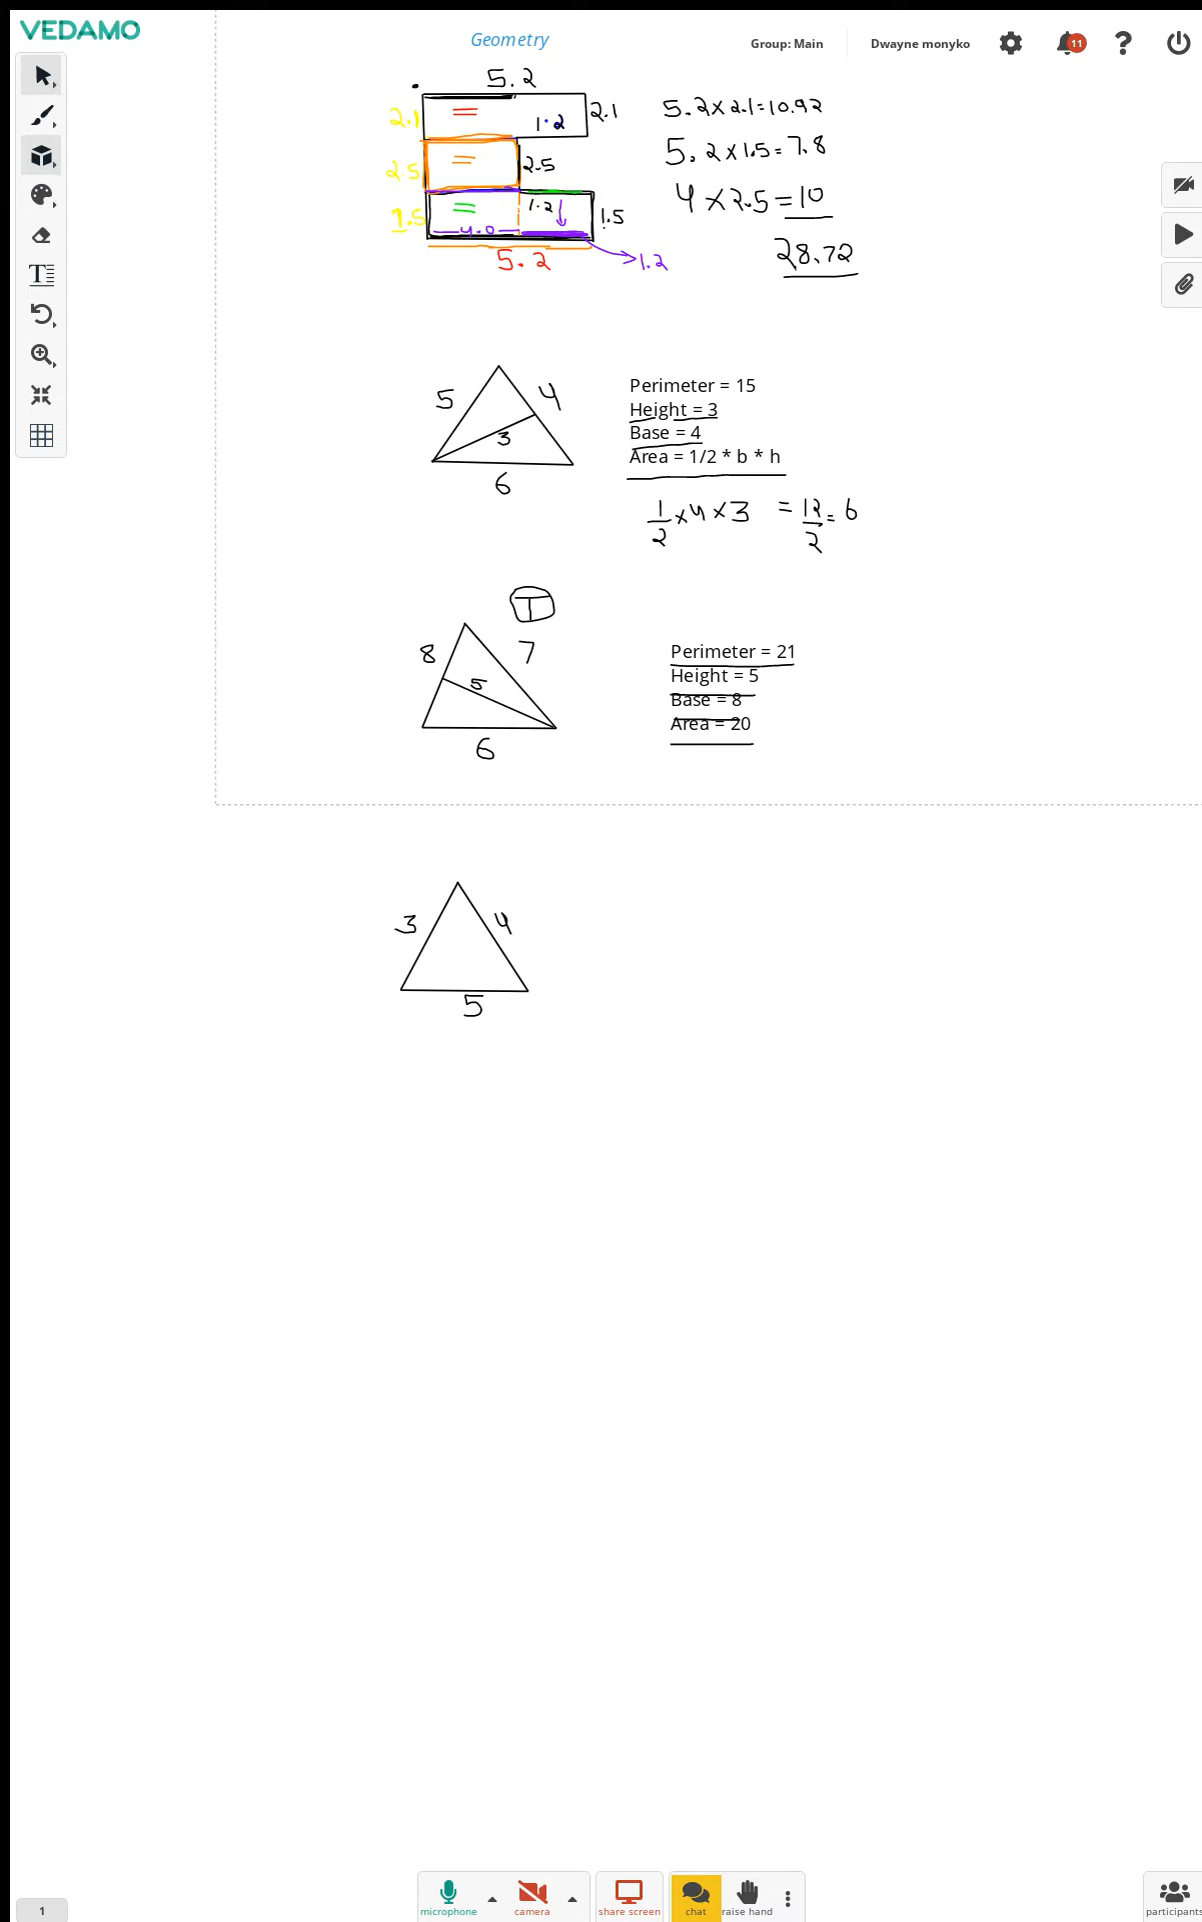 VEDAMO
Geometry
Group: Main
Dwayne monyko
11
5.2
2.1
1.2
2.1
5.2x2.1=10.92
2.5
2.5
5.2x1.5=7.8
1.5
1.2
4.0
1.5
4x2.5=10
5.2
1.2
28.72
5
4
3
6
Perimeter = 15
Height = 3
Base = 4
Area = 1/2 * b * h
1/2 x 4 x 3 = 12/2 = 6
T
8
7
5
6
Perimeter = 21
Height = 5
Base = 8
Area = 20
3
4
5
1
microphone
camera
share screen
chat
raise hand
participants